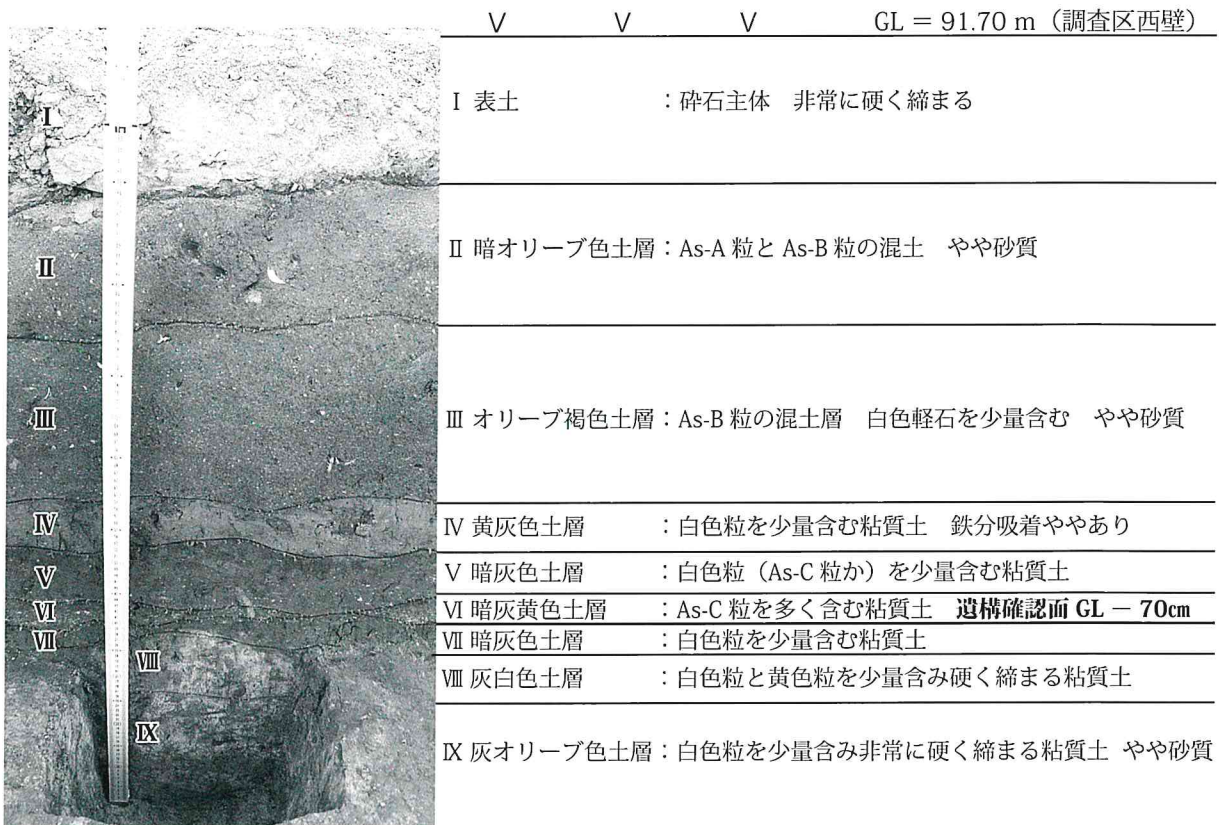 V V V GL = 91.70 m（調査区西壁）
Ⅰ 表土 ：砕石主体 非常に硬く締まる
Ⅱ 暗オリーブ色土層：As-A 粒と As-B 粒の混土 やや砂質
Ⅲ オリーブ褐色土層：As-B 粒の混土層 白色軽石を少量含む やや砂質
Ⅳ 黄灰色土層 ：白色粒を少量含む粘質土 鉄分吸着ややあり
Ⅴ 暗灰色土層 ：白色粒（As-C 粒か）を少量含む粘質土
Ⅵ 暗灰黄色土層 ：As-C 粒を多く含む粘質土 遺構確認面 GL － 70㎝
Ⅶ 暗灰色土層 ：白色粒を少量含む粘質土
Ⅷ 灰白色土層 ：白色粒と黄色粒を少量含み硬く締まる粘質土
Ⅸ 灰オリーブ色土層：白色粒を少量含み非常に硬く締まる粘質土 やや砂質
Ⅰ
Ⅱ
Ⅲ
Ⅳ
Ⅴ
Ⅵ
Ⅶ
Ⅷ
Ⅸ